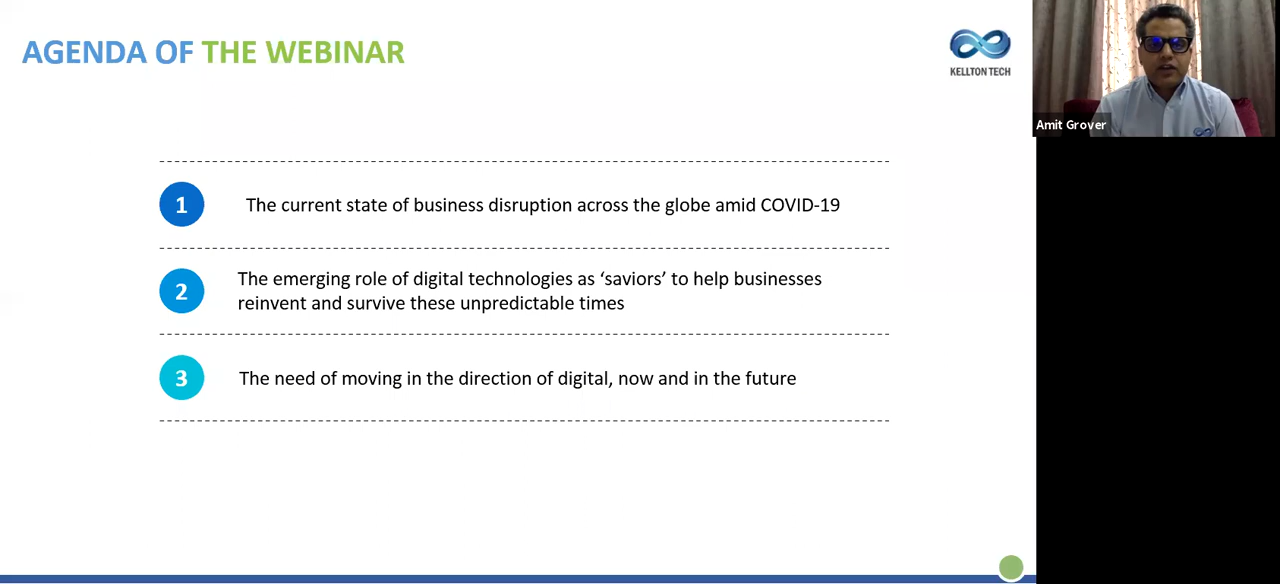 AGENDA OF THE WEBINAR
KELLTON TECH
Amit Grover
1
The current state of business disruption across the globe amid COVID-19
2
The emerging role of digital technologies as ‘saviors’ to help businesses
reinvent and survive these unpredictable times
3
The need of moving in the direction of digital, now and in the future